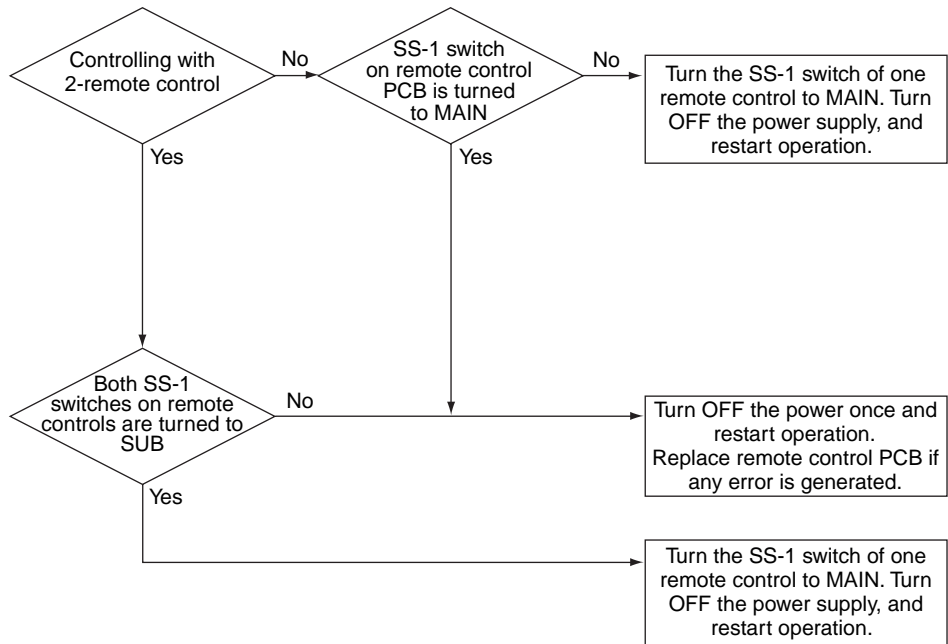 Controlling with
2-remote control
No
SS-1 switch
on remote control
PCB is turned
to MAIN
No
Turn the SS-1 switch of one
remote control to MAIN. Turn
OFF the power supply, and
restart operation.
Yes
Yes
Both SS-1
switches on remote
controls are turned to
SUB
No
Turn OFF the power once and
restart operation.
Replace remote control PCB if
any error is generated.
Yes
Turn the SS-1 switch of one
remote control to MAIN. Turn
OFF the power supply, and
restart operation.